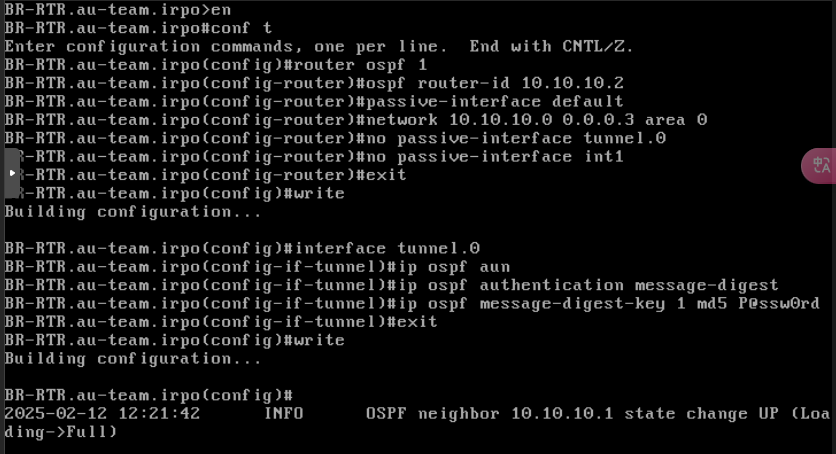 BR-RTR.au-team.irpo>en
BR-RTR.au-team.irpo#conf t
Enter configuration commands, one per line.  End with CNTL/Z.
BR-RTR.au-team.irpo(config)#router ospf 1
BR-RTR.au-team.irpo(config-router)#ospf router-id 10.10.10.2
BR-RTR.au-team.irpo(config-router)#passive-interface default
BR-RTR.au-team.irpo(config-router)#network 10.10.10.0 0.0.0.3 area 0
BR-RTR.au-team.irpo(config-router)#no passive-interface tunnel.0
R-RTR.au-team.irpo(config-router)#no passive-interface int1
R-RTR.au-team.irpo(config-router)#exit
R-RTR.au-team.irpo(config)#write
Building configuration...
BR-RTR.au-team.irpo(config)#interface tunnel.0
BR-RTR.au-team.irpo(config-if-tunnel)#ip ospf aun
BR-RTR.au-team.irpo(config-if-tunnel)#ip ospf authentication message-digest
BR-RTR.au-team.irpo(config-if-tunnel)#ip ospf message-digest-key 1 md5 P@ssw0rd
BR-RTR.au-team.irpo(config-if-tunnel)#exit
BR-RTR.au-team.irpo(config)#write
Building configuration...
BR-RTR.au-team.irpo(config)#
2025-02-12 12:21:42      INFO      OSPF neighbor 10.10.10.1 state change UP (Loa
ding->Full)